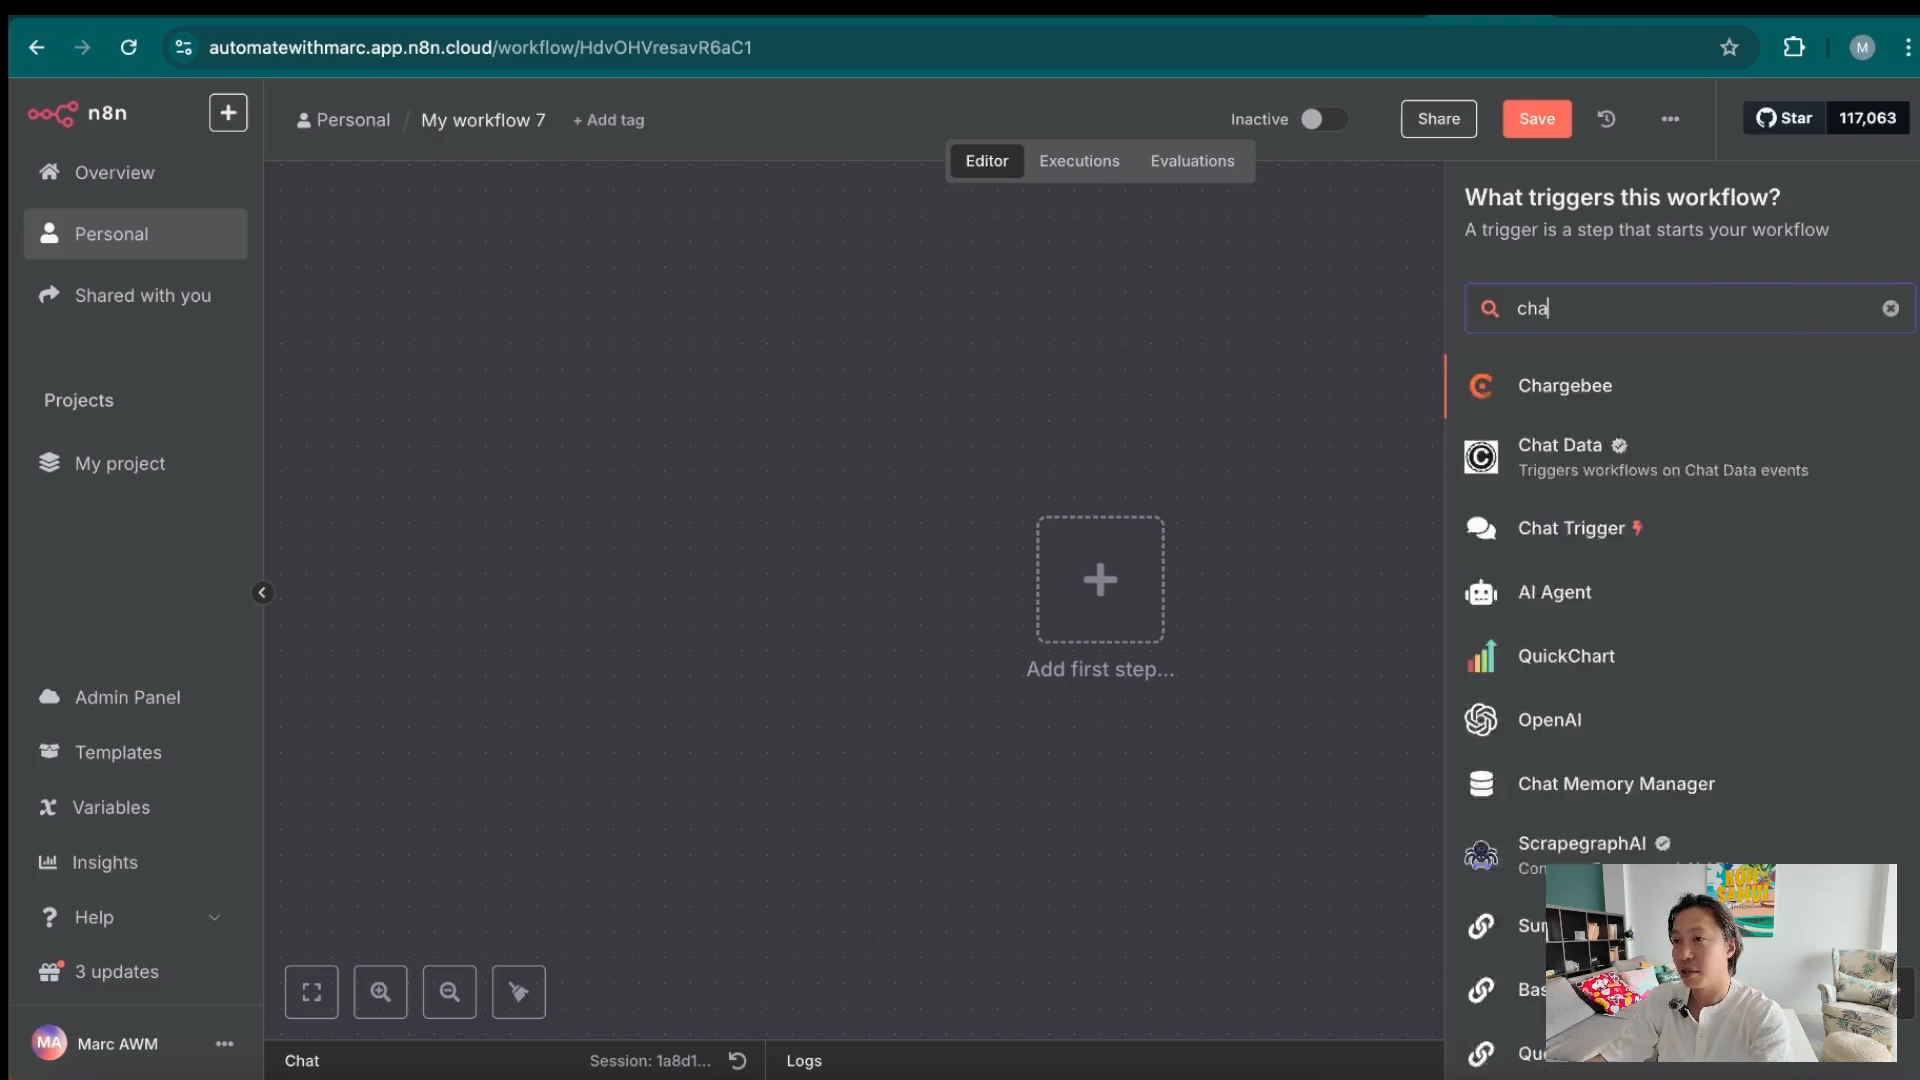 automatewithmarc.app.n8n.cloud/workflow/HdvOHVresavR6aC1
M
n8n
Personal / My workflow 7 + Add tag
Inactive
Share
Save
Star 117,063
Editor
Executions
Evaluations
Overview
Personal
Shared with you
Projects
My project
Admin Panel
Templates
Variables
Insights
Help
3 updates
MA Marc AWM
Add first step...
Chat
Session: 1a8d1...
Logs
What triggers this workflow?
A trigger is a step that starts your workflow
cha
Chargebee
Chat Data
Triggers workflows on Chat Data events
Chat Trigger
AI Agent
QuickChart
OpenAI
Chat Memory Manager
ScrapegraphAI
KOH
SAMUI